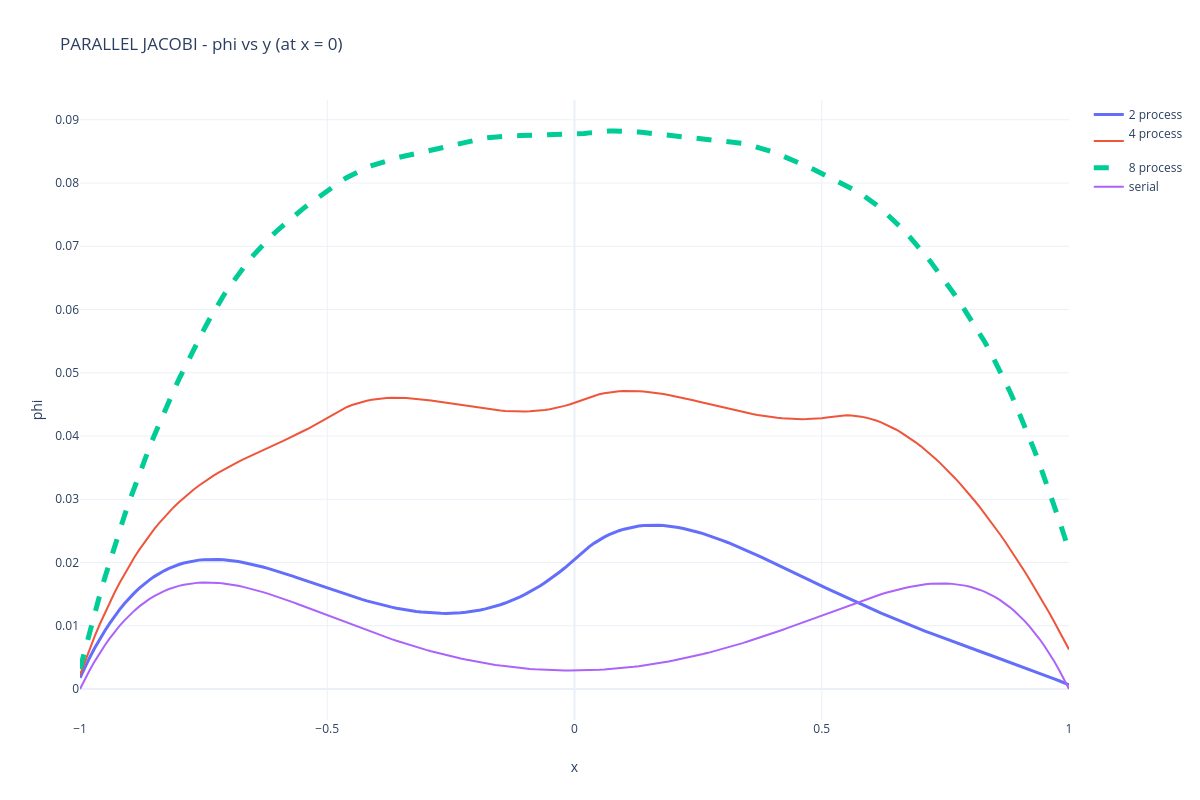 PARALLEL JACOBI - phi vs y (at x = 0)
2 process
4 process
8 process
serial
0.09
0.08
0.07
0.06
0.05
0.04
0.03
0.02
0.01
0
phi
−1
−0.5
0
0.5
1
x